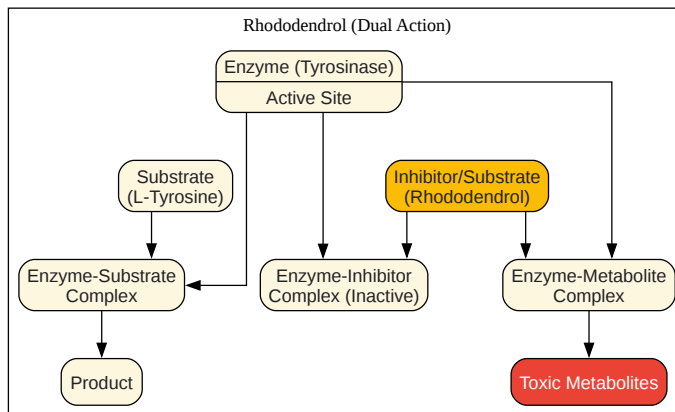 Rhododendrol (Dual Action)
Enzyme (Tyrosinase)
Active Site
Substrate
(L-Tyrosine)
Inhibitor/Substrate
(Rhododendrol)
Enzyme-Substrate
Complex
Enzyme-Inhibitor
Complex (Inactive)
Enzyme-Metabolite
Complex
Product
Toxic Metabolites